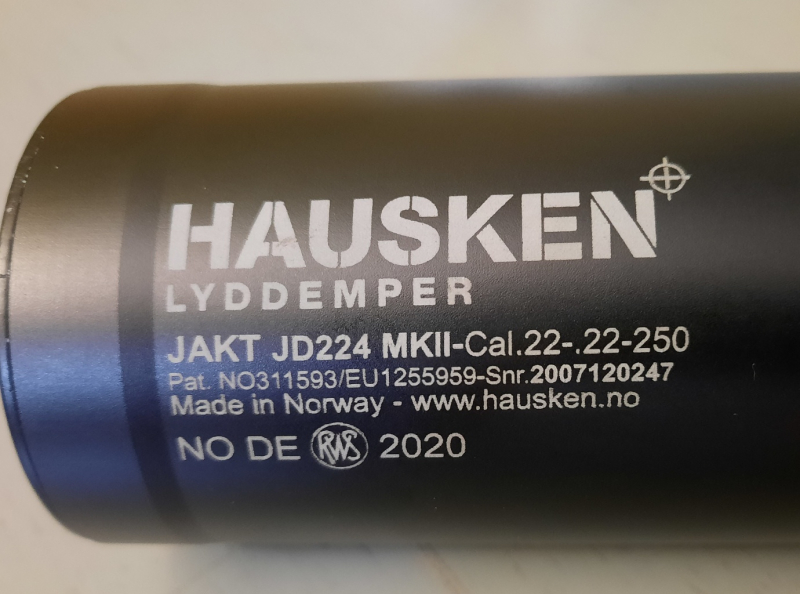 HAUSKEN
LYDDEMPER
JAKT JD224 MKII-Cal.22-.22-250
Pat. NO311593/EU1255959-Snr.2007120247
Made in Norway - www.hausken.no
NO DE RWS 2020